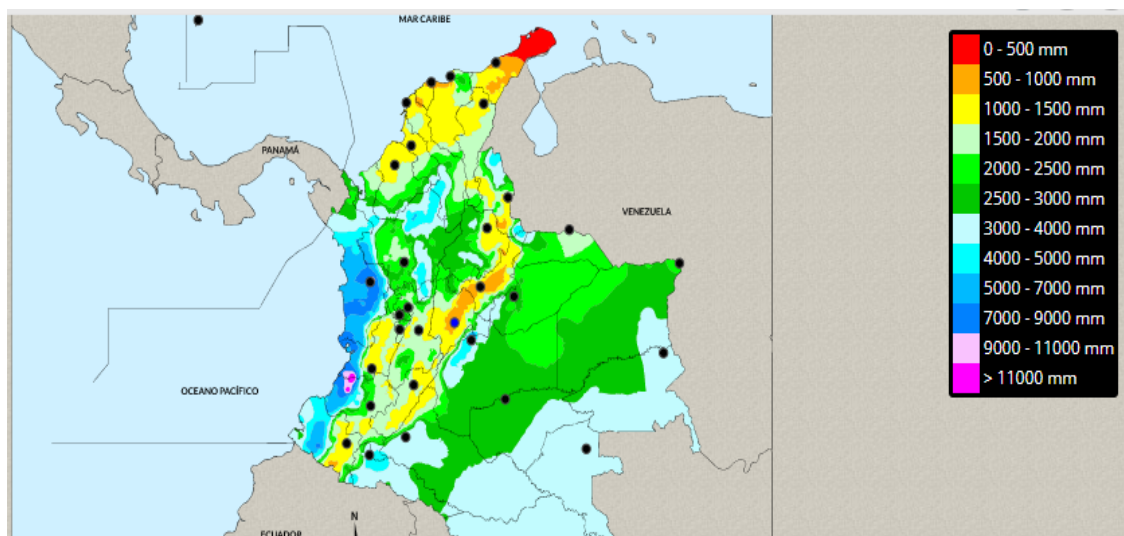 MAR CARIBE
PANAMÁ
VENEZUELA
OCEANO PACÍFICO
ECUADOR
N
0 - 500 mm
500 - 1000 mm
1000 - 1500 mm
1500 - 2000 mm
2000 - 2500 mm
2500 - 3000 mm
3000 - 4000 mm
4000 - 5000 mm
5000 - 7000 mm
7000 - 9000 mm
9000 - 11000 mm
> 11000 mm